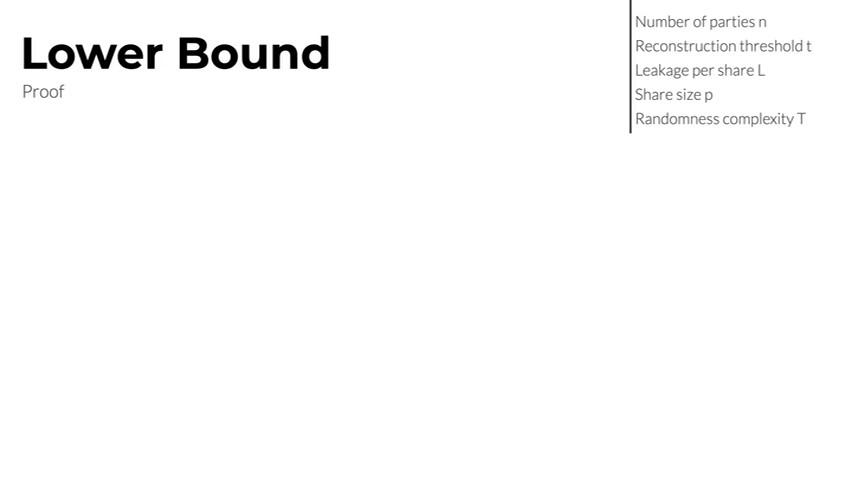 Lower Bound
Proof
Number of parties n
Reconstruction threshold t
Leakage per share L
Share size p
Randomness complexity T